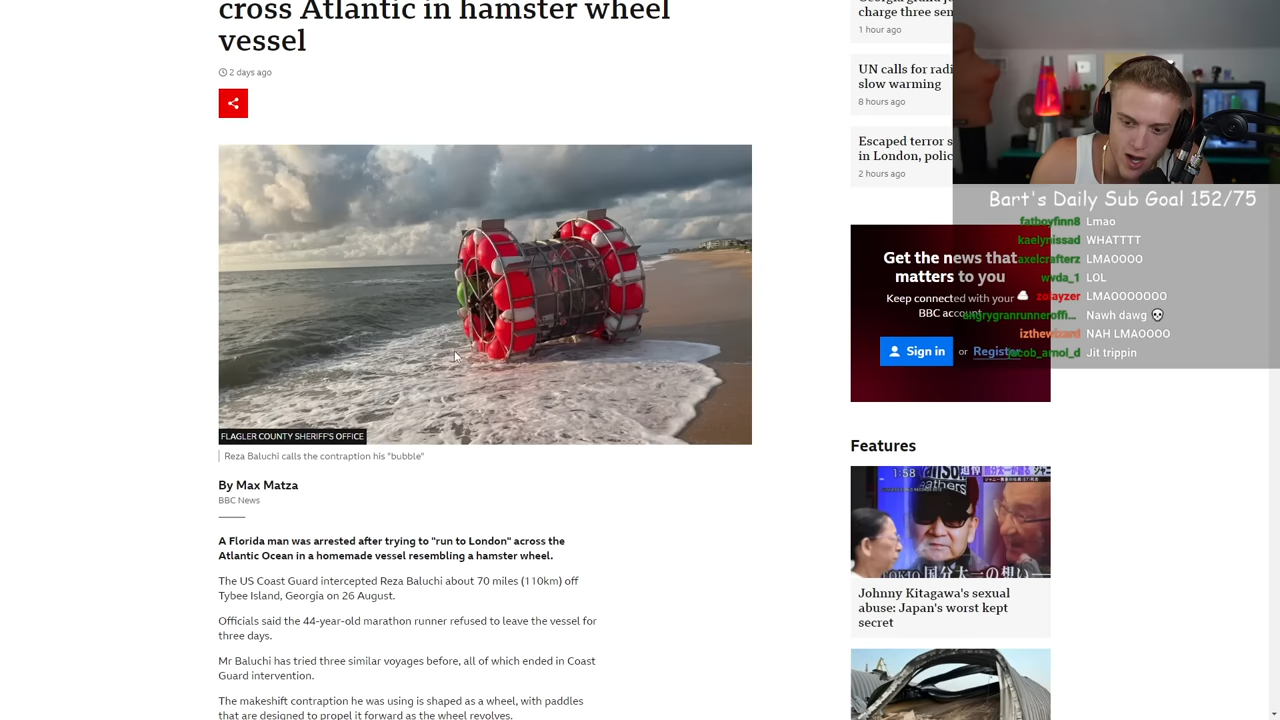 cross Atlantic in hamster wheel
vessel
2 days ago
FLAGLER COUNTY SHERIFF'S OFFICE
Reza Baluchi calls the contraption his "bubble"
By Max Matza
BBC News
A Florida man was arrested after trying to "run to London" across the
Atlantic Ocean in a homemade vessel resembling a hamster wheel.
The US Coast Guard intercepted Reza Baluchi about 70 miles (110km) off
Tybee Island, Georgia on 26 August.
Officials said the 44-year-old marathon runner refused to leave the vessel for
three days.
Mr Baluchi has tried three similar voyages before, all of which ended in Coast
Guard intervention.
The makeshift contraption he was using is shaped as a wheel, with paddles
that are designed to propel it forward as the wheel revolves.
charge three sen
1 hour ago
UN calls for radi
slow warming
8 hours ago
Escaped terror s
in London, polic
2 hours ago
Get the news that
matters to you
Keep connected with your
BBC account
Sign in or Register
Features
1:58
Johnny Kitagawa's sexual
abuse: Japan's worst kept
secret
Bart's Daily Sub Goal 152/75
fatboyfinn8 Lmao
kaelynissad WHATTTT
axelcrafterz LMAOOOO
wvda_1 LOL
zolayzer LMAOOOOOOO
angrygranrunneroffi... Nawh dawg 💀
izthewizard NAH LMAOOOO
jacob_arnol_d Jit trippin